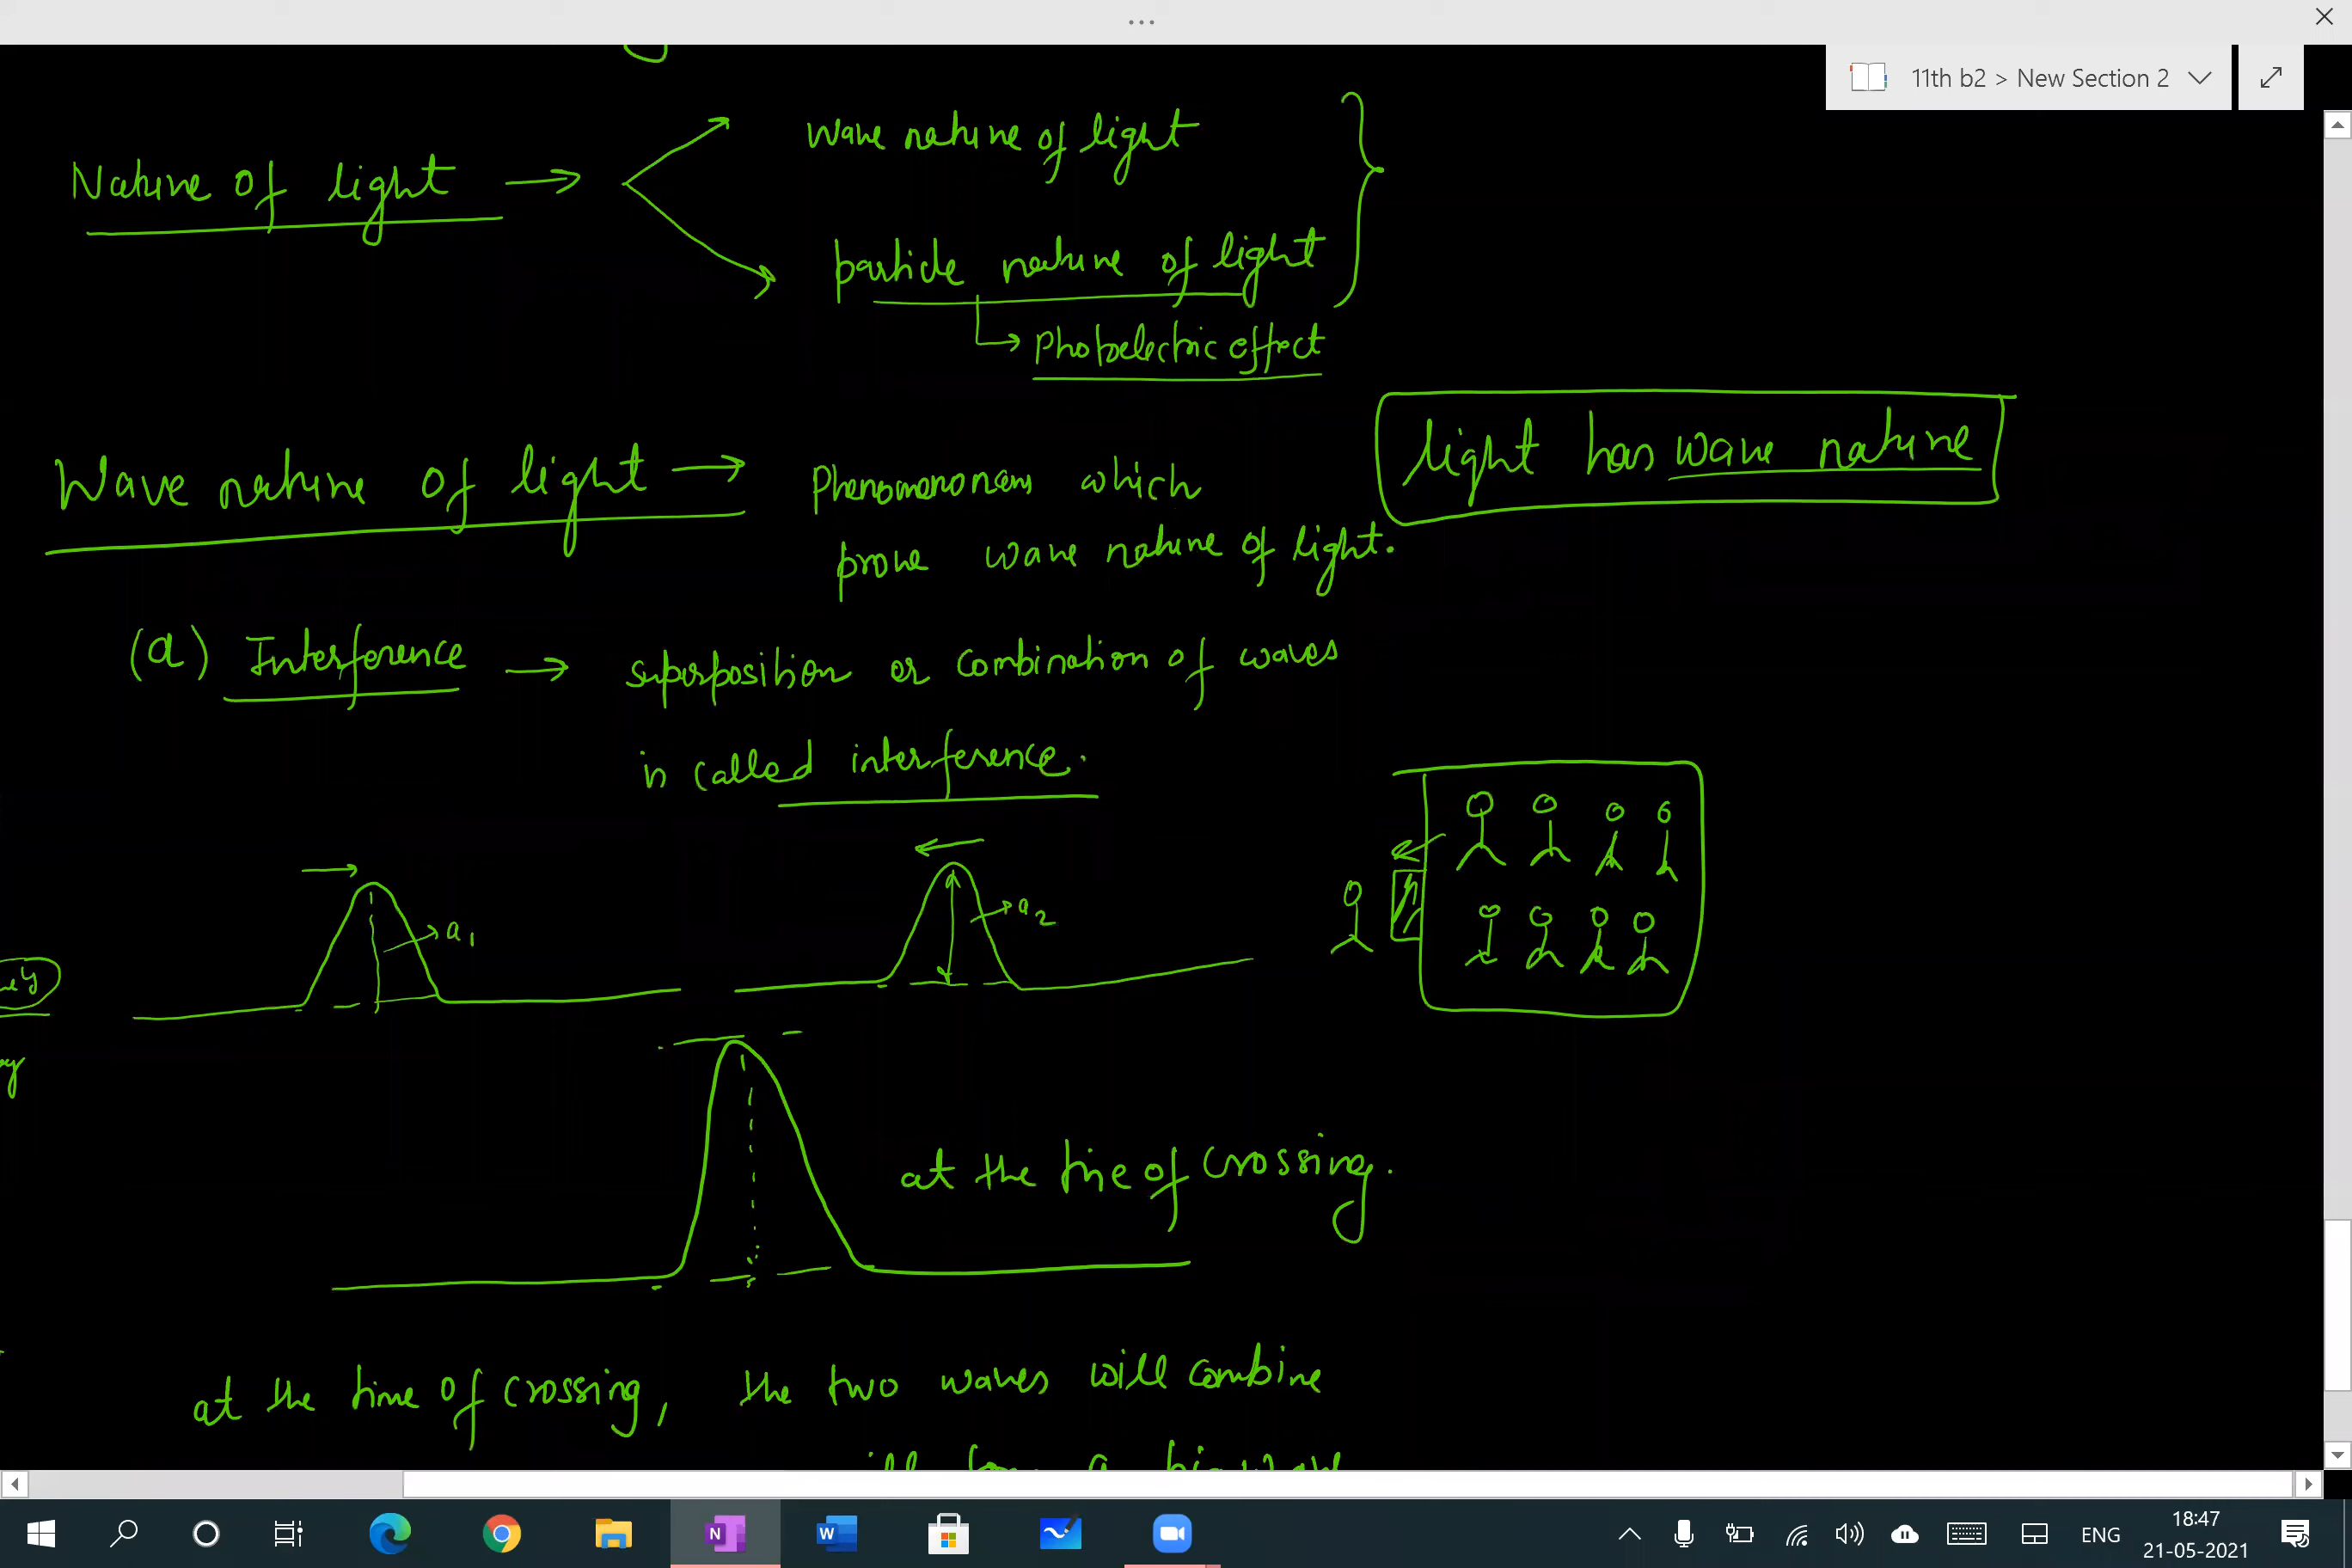 11th b2 > New Section 2
wave nature of light
Nature of light →
particle nature of light
→ Photoelectric effect
light has wave nature
Wave nature of light → Phenomenonons which
prove wave nature of light.
(a) Interference → superposition or combination of waves
is called interference.
a1
a2
at the time of crossing.
at the time of crossing, the two waves will combine
a big wave
ENG
18:47
21-05-2021